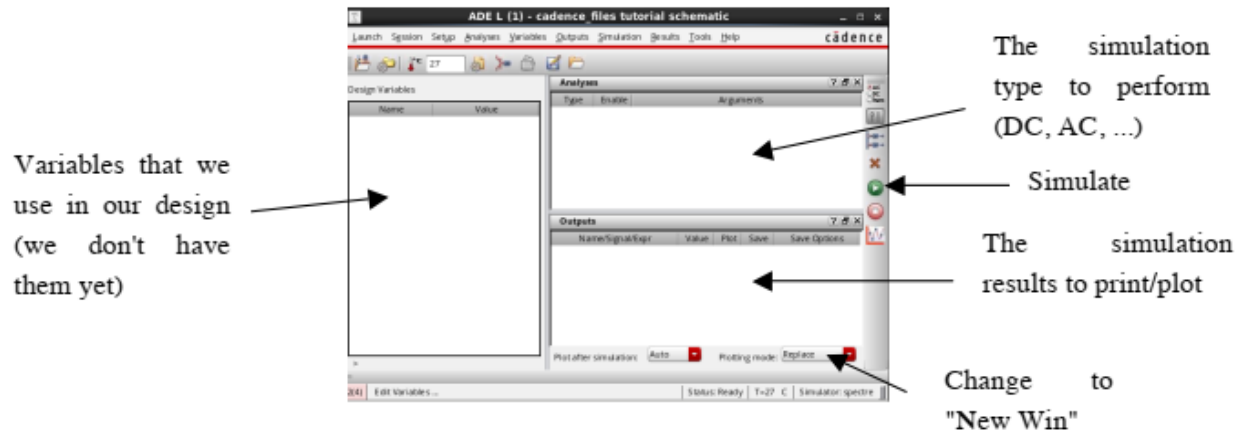 ADE L (1) - cadence_files tutorial schematic
Launch Session Setup Analyses Variables Outputs Simulation Results Tools Help
cādence
27
Design Variables
Name Value
Analyses
Type Enable Arguments
Outputs
Name/Signal/Expr Value Plot Save Save Options
Plot after simulation: Auto Plotting mode: Replace
2(4) Edit Variables ... Status: Ready T=27 C Simulator: spectre
Variables that we
use in our design
(we don't have
them yet)
The simulation
type to perform
(DC, AC, ...)
Simulate
The simulation
results to print/plot
Change to
"New Win"